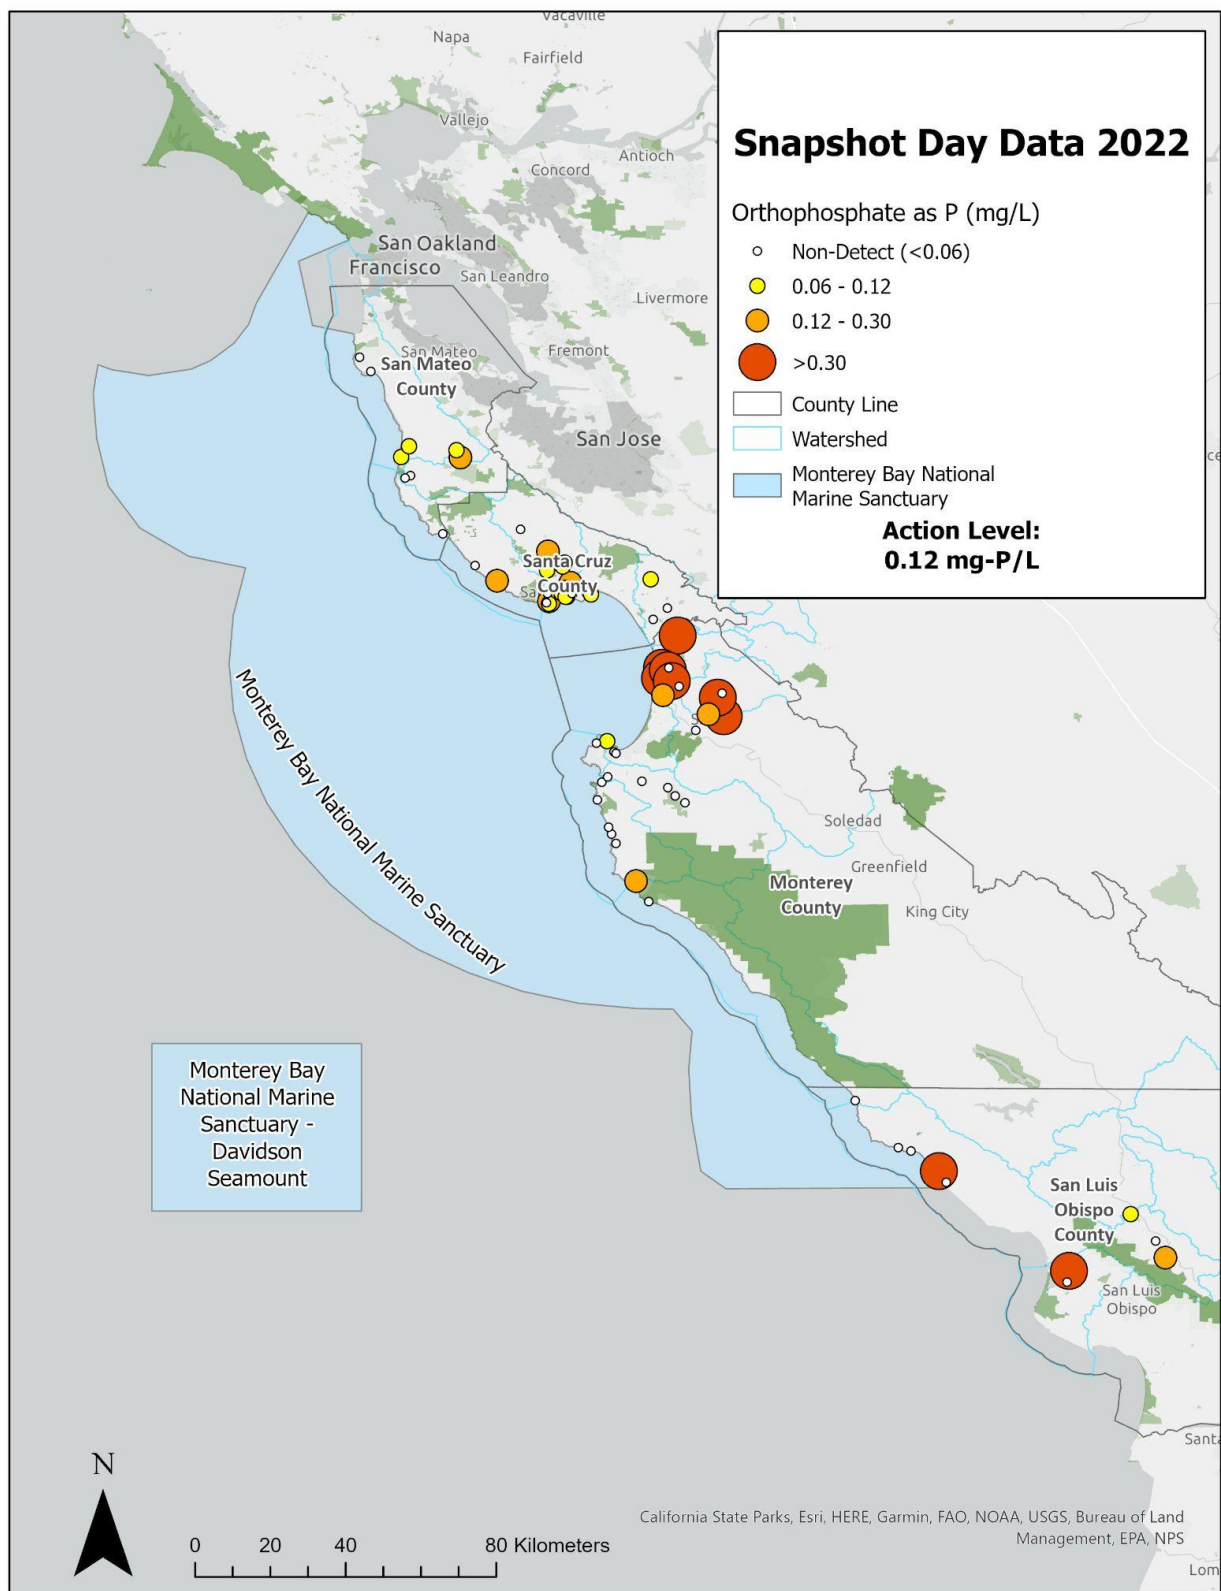 Vacaville
Napa
Fairfield
Vallejo
Antioch
Concord
San Oakland
Francisco
San Leandro
Livermore
San Mateo
Fremont
San Mateo
County
San Jose
Snapshot Day Data 2022
Orthophosphate as P (mg/L)
Non-Detect (<0.06)
0.06 - 0.12
0.12 - 0.30
>0.30
County Line
Watershed
Monterey Bay National
Marine Sanctuary
Action Level:
0.12 mg-P/L
Santa Cruz
County
Monterey Bay National Marine Sanctuary
Soledad
Greenfield
Monterey
County
King City
Monterey Bay
National Marine
Sanctuary -
Davidson
Seamount
San Luis
Obispo
County
San Luis
Obispo
Santa
N
0 20 40 80 Kilometers
California State Parks, Esri, HERE, Garmin, FAO, NOAA, USGS, Bureau of Land
Management, EPA, NPS
Lom